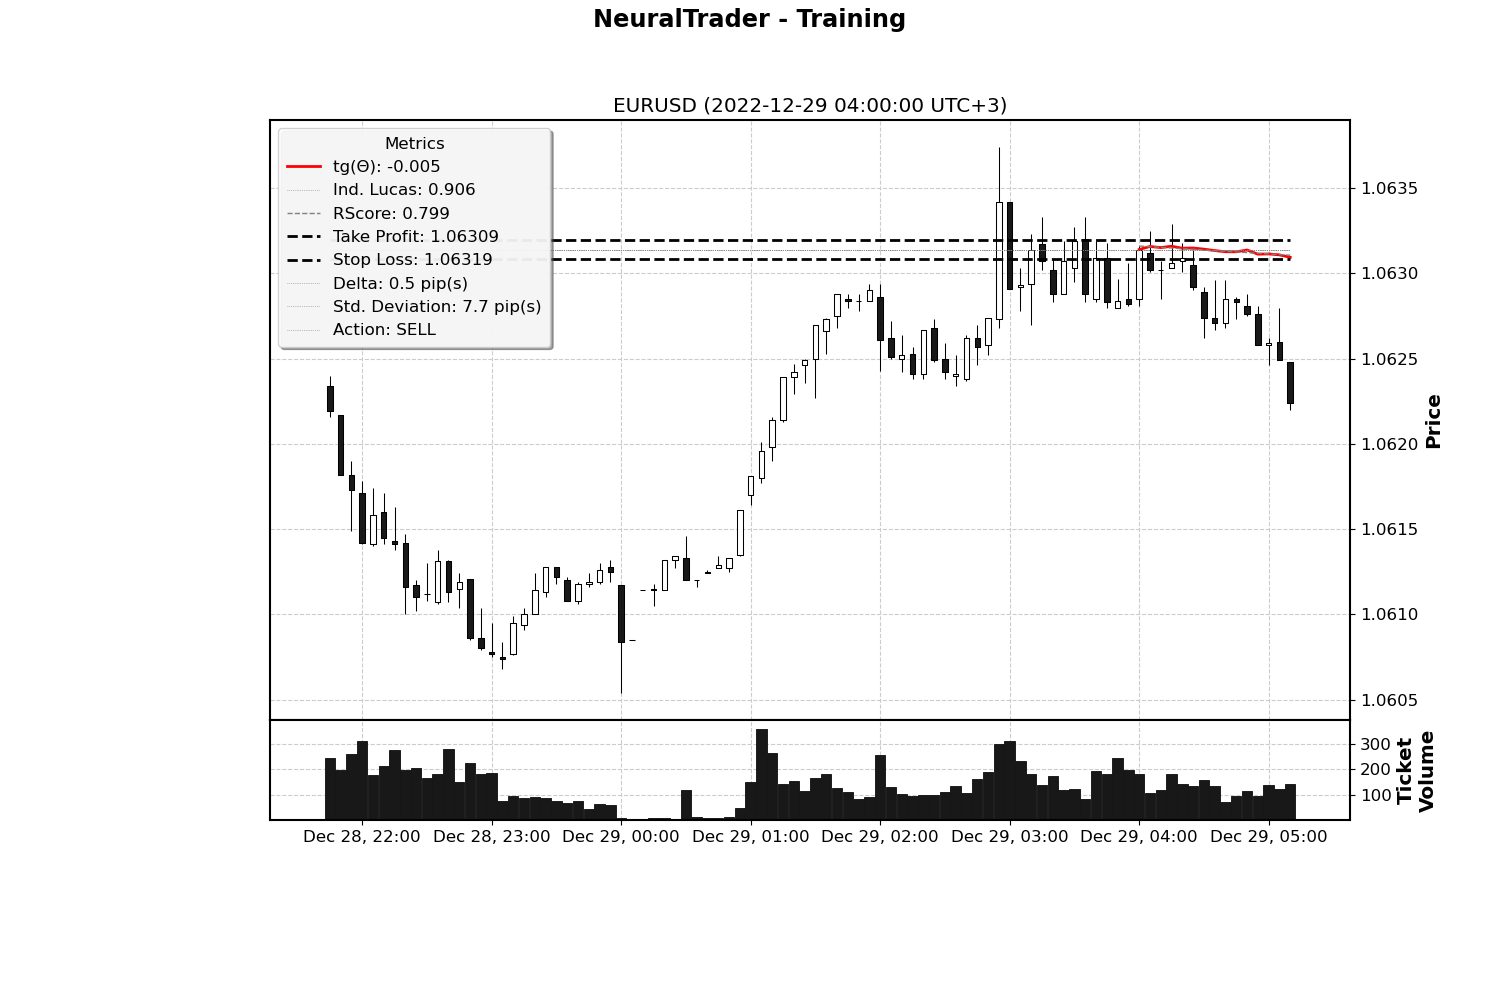 NeuralTrader - Training
EURUSD (2022-12-29 04:00:00 UTC+3)
Metrics
tg(Θ): -0.005
Ind. Lucas: 0.906
RScore: 0.799
Take Profit: 1.06309
Stop Loss: 1.06319
Delta: 0.5 pip(s)
Std. Deviation: 7.7 pip(s)
Action: SELL
1.0635
1.0630
1.0625
1.0620
1.0615
1.0610
1.0605
Price
300
200
100
Ticket
Volume
Dec 28, 22:00 Dec 28, 23:00 Dec 29, 00:00 Dec 29, 01:00 Dec 29, 02:00 Dec 29, 03:00 Dec 29, 04:00 Dec 29, 05:00